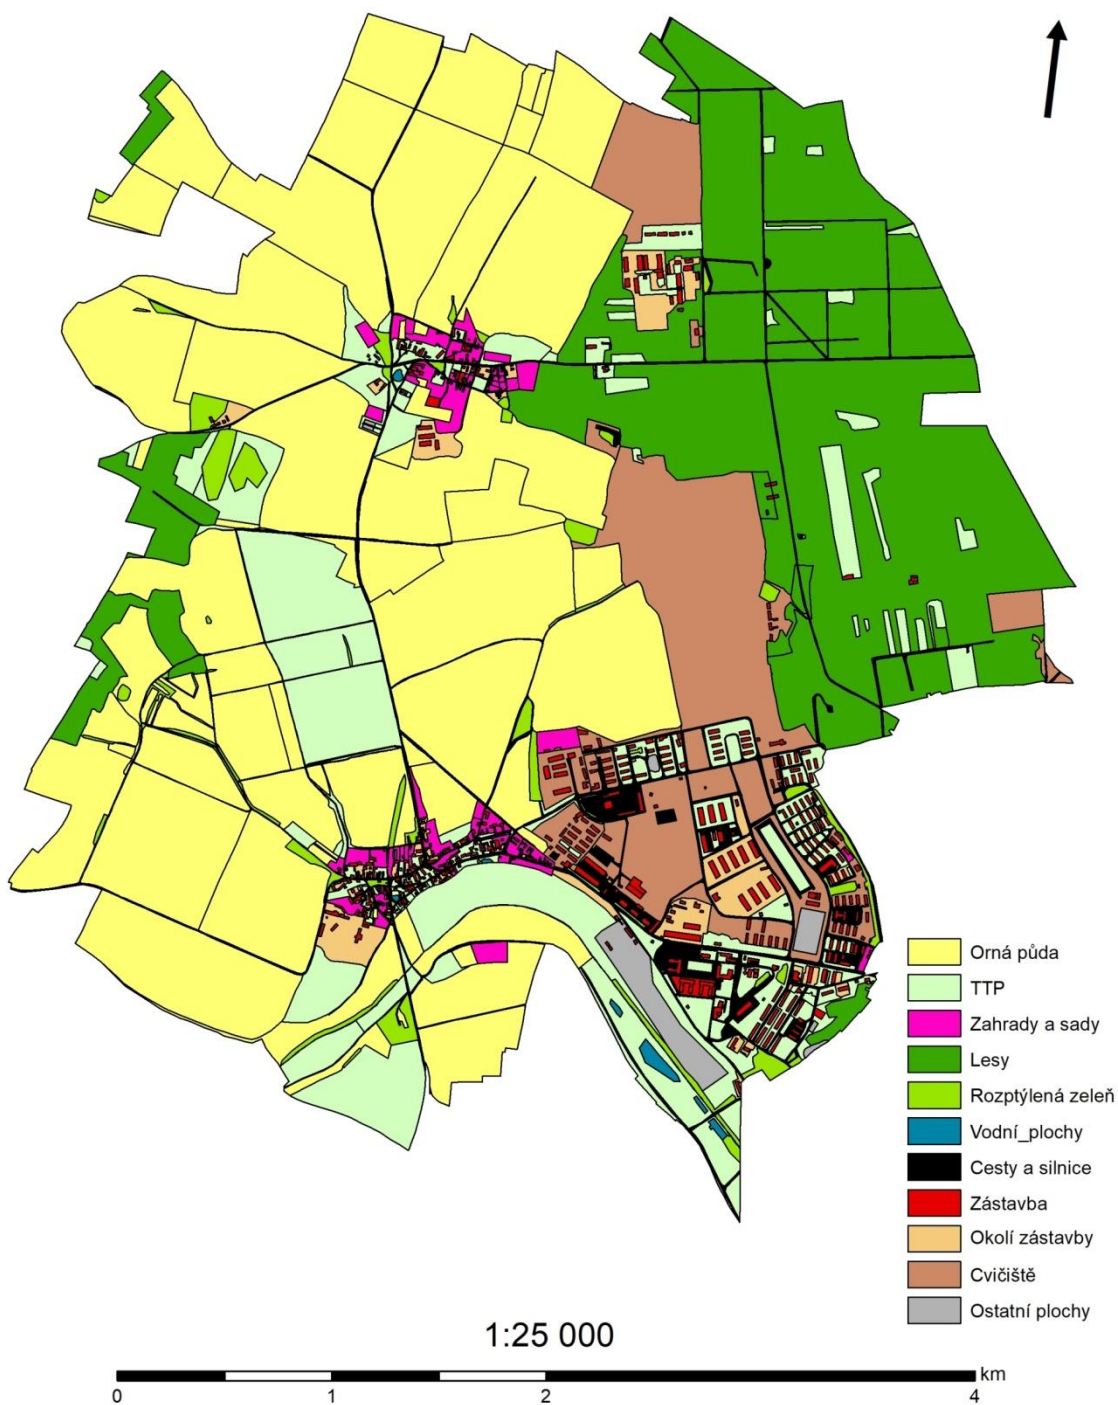 Orná půda
TTP
Zahrady a sady
Lesy
Rozptýlená zeleň
Vodní_plochy
Cesty a silnice
Zástavba
Okolí zástavby
Cvičiště
Ostatní plochy
1:25 000
km
0 1 2 4